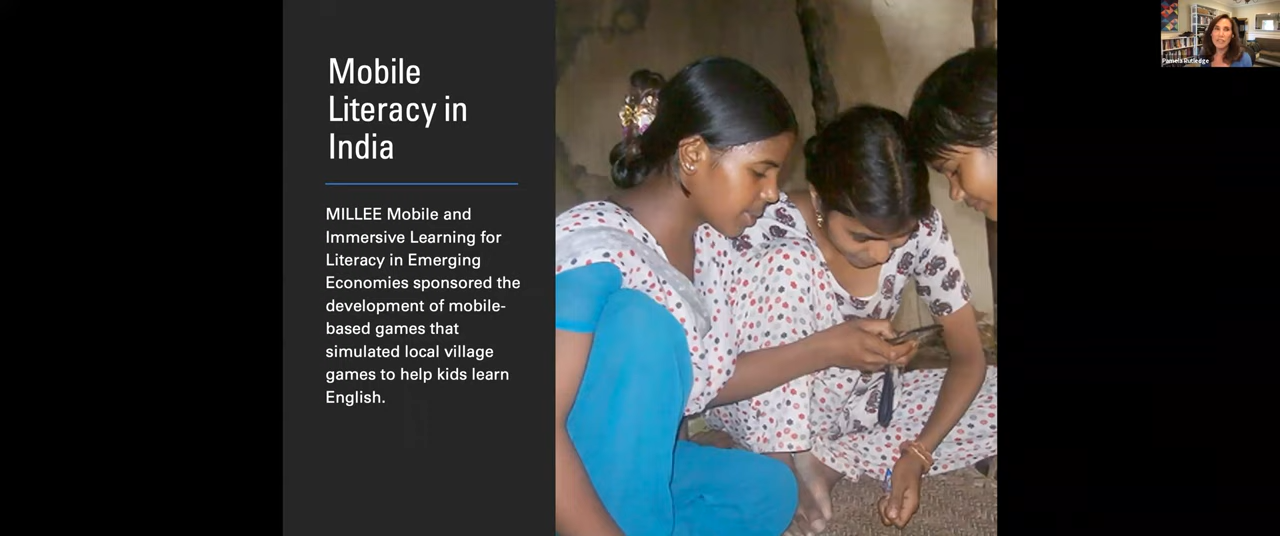 Mobile
Literacy in
India
MILLEE Mobile and
Immersive Learning for
Literacy in Emerging
Economies sponsored the
development of mobile-
based games that
simulated local village
games to help kids learn
English.
Pamela Rutledge